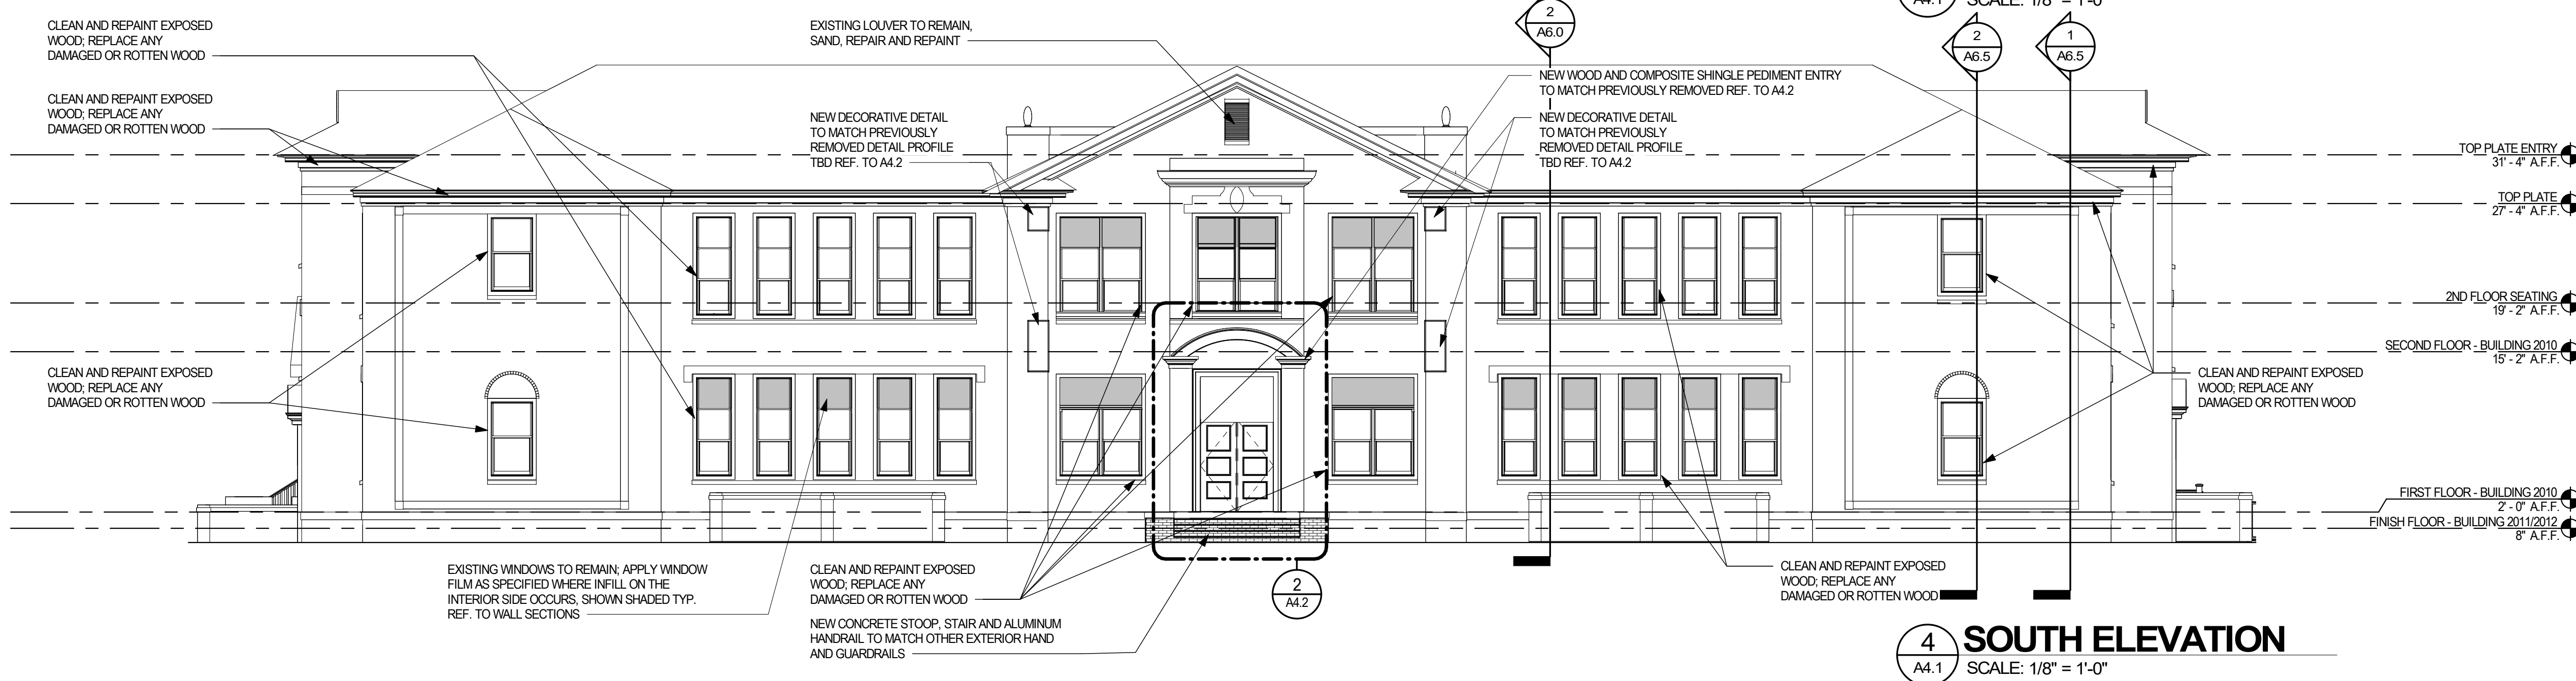 CLEAN AND REPAINT EXPOSED
WOOD; REPLACE ANY
DAMAGED OR ROTTEN WOOD
CLEAN AND REPAINT EXPOSED
WOOD; REPLACE ANY
DAMAGED OR ROTTEN WOOD
CLEAN AND REPAINT EXPOSED
WOOD; REPLACE ANY
DAMAGED OR ROTTEN WOOD
EXISTING LOUVER TO REMAIN,
SAND, REPAIR AND REPAINT
NEW DECORATIVE DETAIL
TO MATCH PREVIOUSLY
REMOVED DETAIL PROFILE
TBD REF. TO A4.2
2
A6.0
NEW WOOD AND COMPOSITE SHINGLE PEDIMENT ENTRY
TO MATCH PREVIOUSLY REMOVED REF. TO A4.2
NEW DECORATIVE DETAIL
TO MATCH PREVIOUSLY
REMOVED DETAIL PROFILE
TBD REF. TO A4.2
A4.1
SCALE: 1/8" = 1'-0"
2
A6.5
1
A6.5
TOP PLATE ENTRY
31' - 4" A.F.F.
TOP PLATE
27' - 4" A.F.F.
2ND FLOOR SEATING
19' - 2" A.F.F.
SECOND FLOOR - BUILDING 2010
15' - 2" A.F.F.
CLEAN AND REPAINT EXPOSED
WOOD; REPLACE ANY
DAMAGED OR ROTTEN WOOD
FIRST FLOOR - BUILDING 2010
2' - 0" A.F.F.
FINISH FLOOR - BUILDING 2011/2012
8" A.F.F.
EXISTING WINDOWS TO REMAIN; APPLY WINDOW
FILM AS SPECIFIED WHERE INFILL ON THE
INTERIOR SIDE OCCURS, SHOWN SHADED TYP.
REF. TO WALL SECTIONS
CLEAN AND REPAINT EXPOSED
WOOD; REPLACE ANY
DAMAGED OR ROTTEN WOOD
NEW CONCRETE STOOP, STAIR AND ALUMINUM
HANDRAIL TO MATCH OTHER EXTERIOR HAND
AND GUARDRAILS
2
A4.2
CLEAN AND REPAINT EXPOSED
WOOD; REPLACE ANY
DAMAGED OR ROTTEN WOOD
4
A4.1
SOUTH ELEVATION
SCALE: 1/8" = 1'-0"